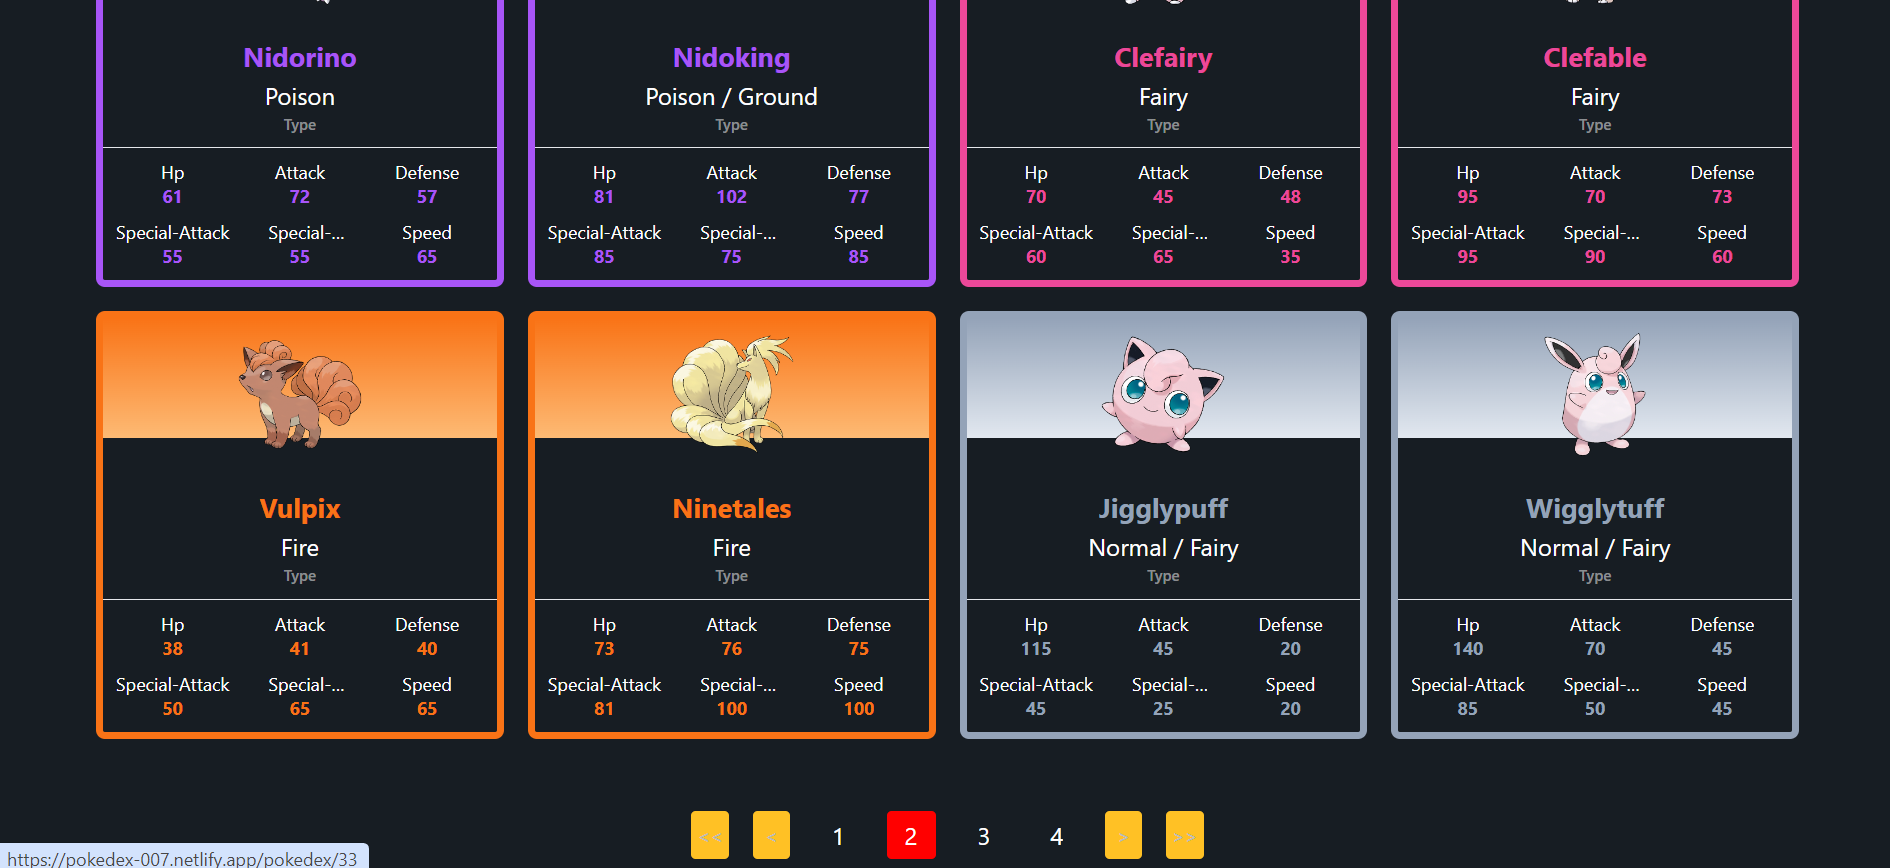 Nidorino Nidoking Clefairy Clefable
Poison Poison / Ground Fairy Fairy
Type Type Type Type
Hp Attack Defense Hp Attack Defense Hp Attack Defense Hp Attack Defense
61 72 57 81 102 77 70 45 48 95 70 73
Special-Attack Special-... Speed Special-Attack Special-... Speed Special-Attack Special-... Speed Special-Attack Special-... Speed
55 55 65 85 75 85 60 65 35 95 90 60
Vulpix Ninetales Jigglypuff Wigglytuff
Fire Fire Normal / Fairy Normal / Fairy
Type Type Type Type
Hp Attack Defense Hp Attack Defense Hp Attack Defense Hp Attack Defense
38 41 40 73 76 75 115 45 20 140 70 45
Special-Attack Special-... Speed Special-Attack Special-... Speed Special-Attack Special-... Speed Special-Attack Special-... Speed
50 65 65 81 100 100 45 25 20 85 50 45
<< < 1 2 3 4 > >>
https://pokedex-007.netlify.app/pokedex/33